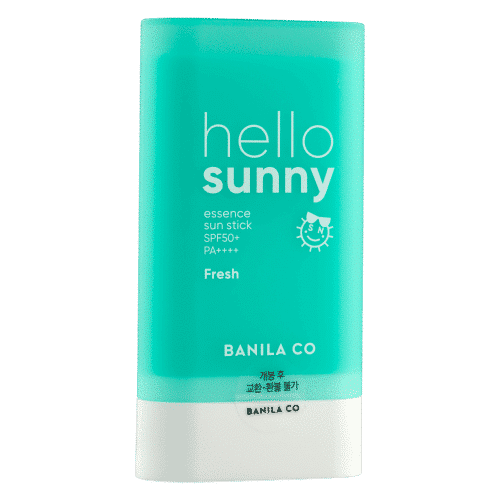 hello
sunny
essence
sun stick
SPF50+
PA++++
S N
Fresh
BANILA CO
개봉 후
교환·환불 불가
BANILA CO